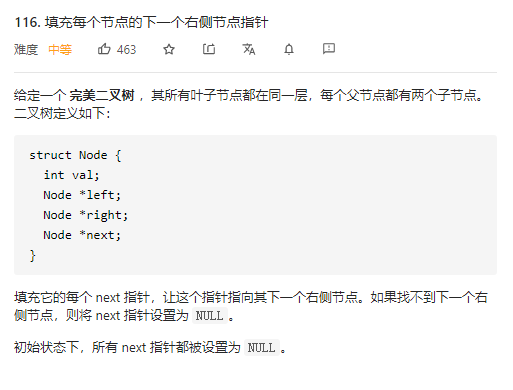 116. 填充每个节点的下一个右侧节点指针
难度 中等 463
给定一个 完美二叉树 ，其所有叶子节点都在同一层，每个父节点都有两个子节点。
二叉树定义如下：
struct Node {
  int val;
  Node *left;
  Node *right;
  Node *next;
}
填充它的每个 next 指针，让这个指针指向其下一个右侧节点。如果找不到下一个右
侧节点，则将 next 指针设置为 NULL 。
初始状态下，所有 next 指针都被设置为 NULL 。